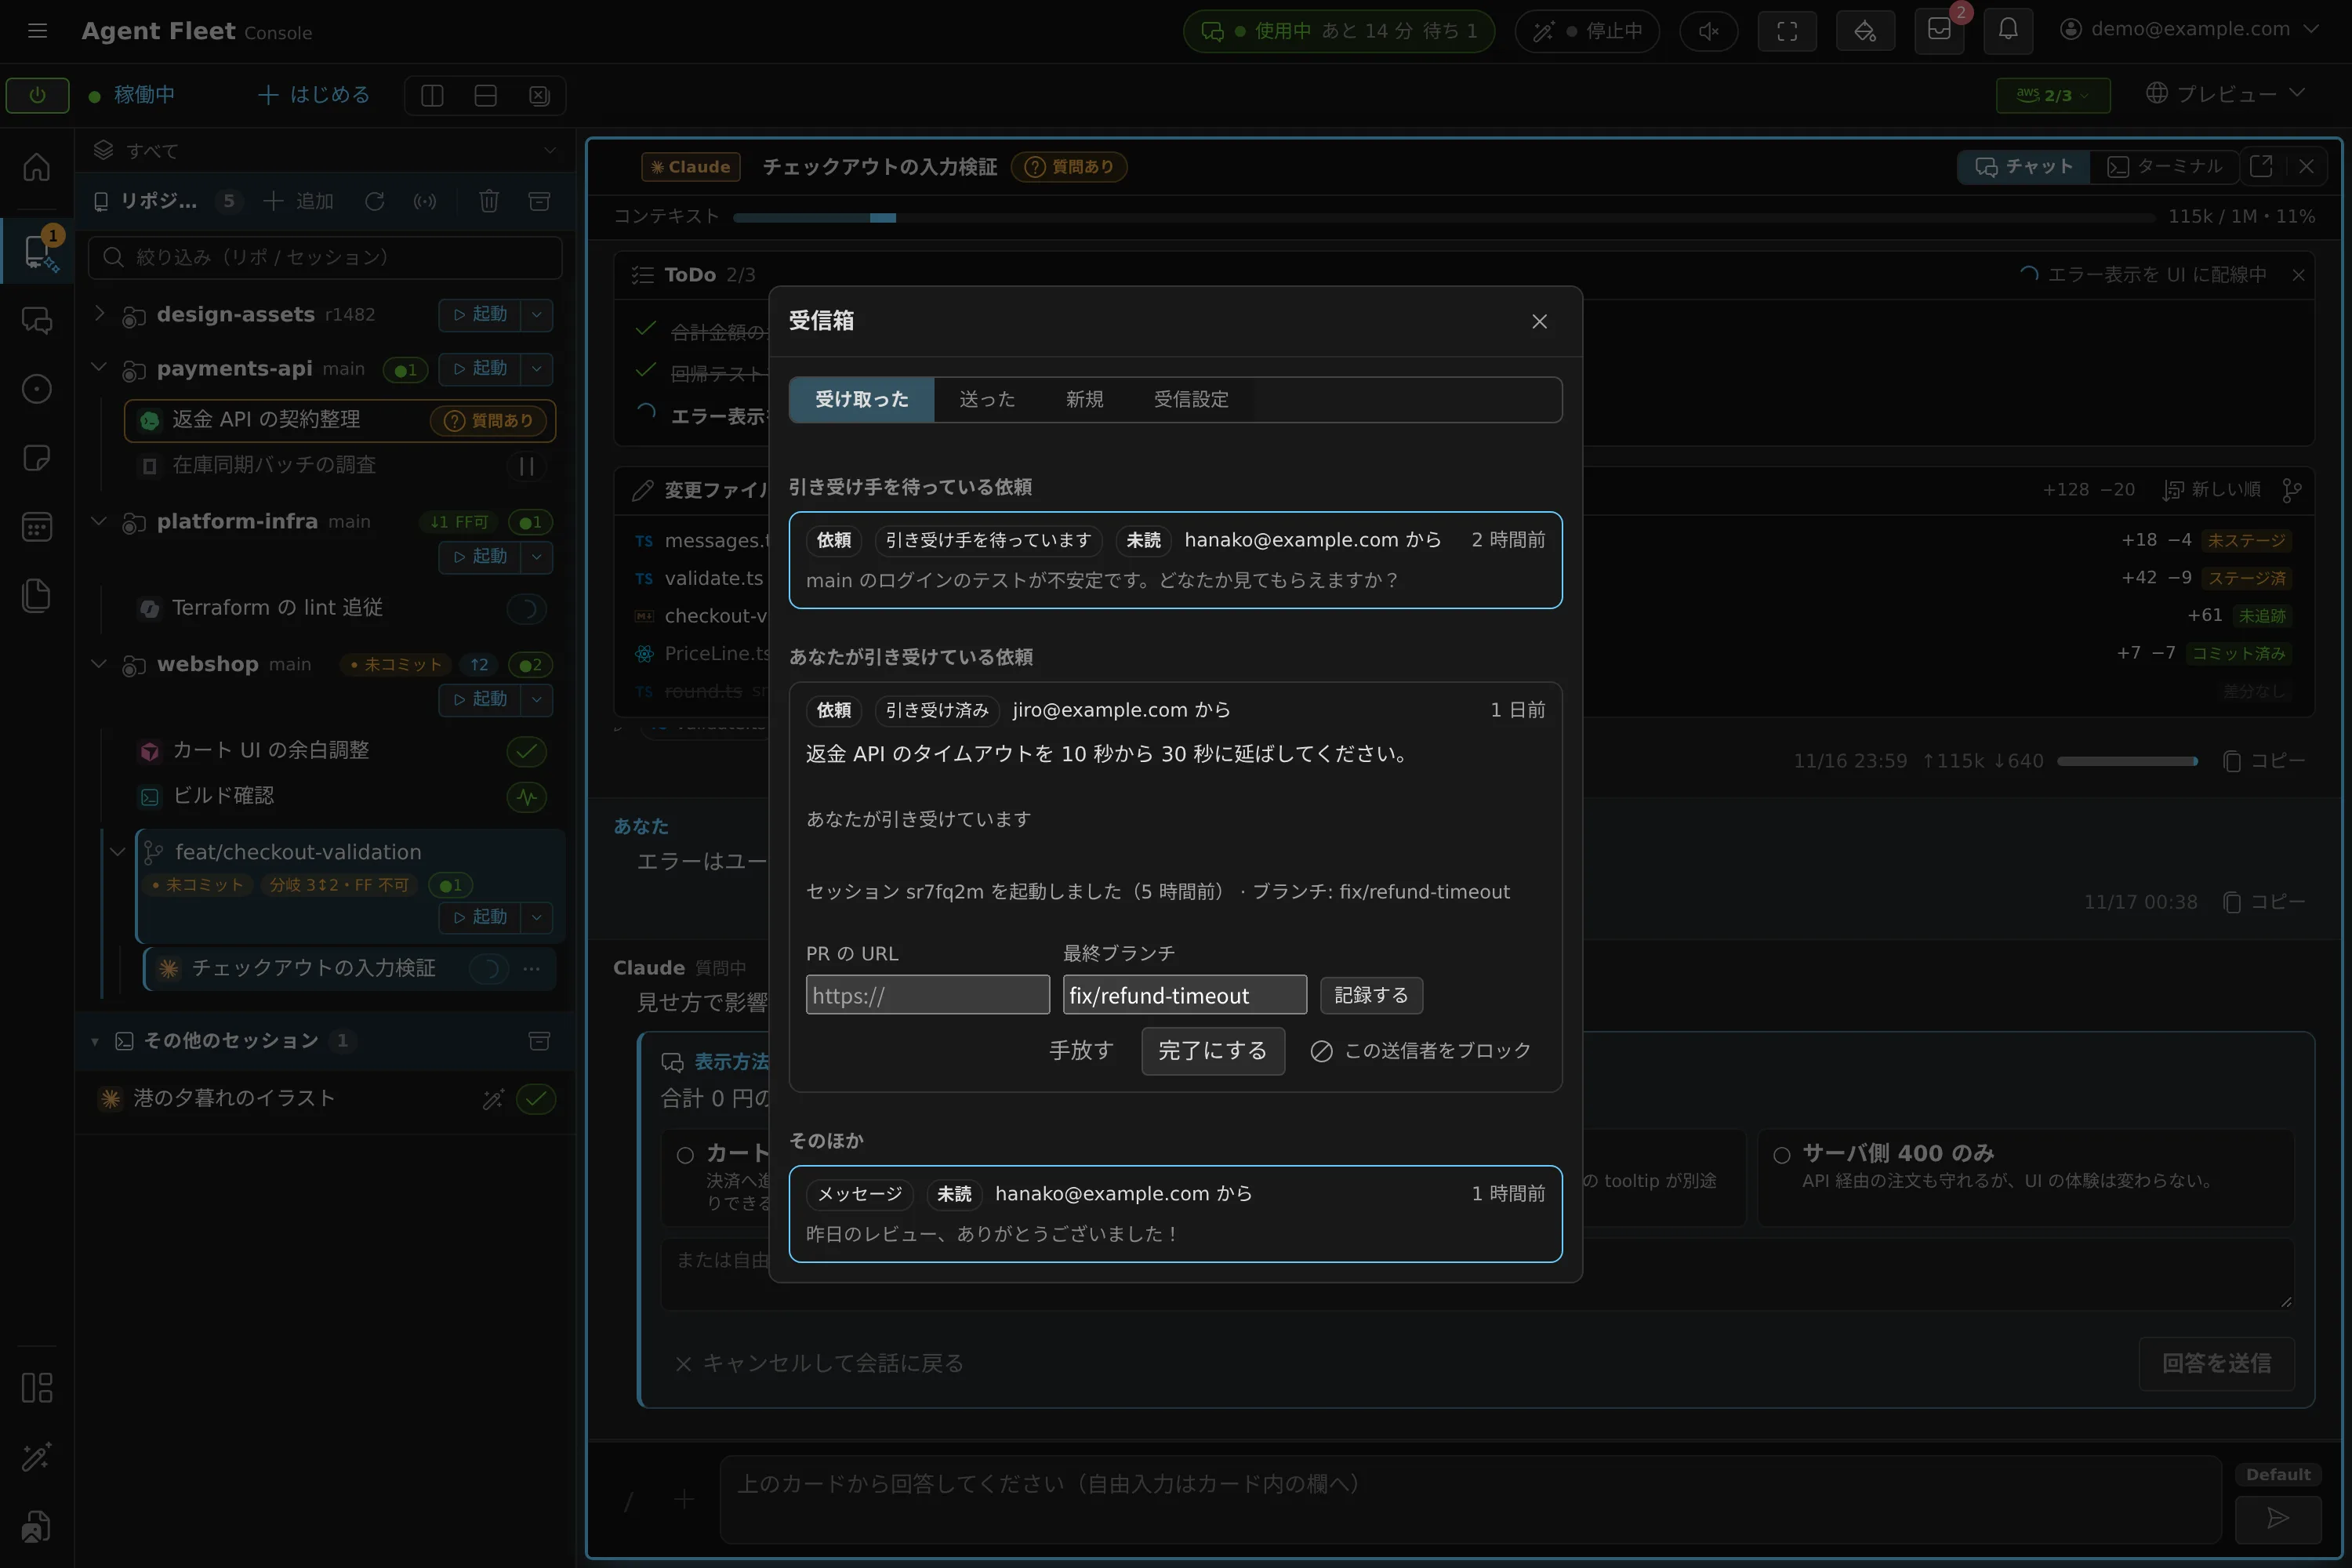 Agent Fleet Console
使用中 あと 14 分 待ち 1
停止中
2
demo@example.com
稼働中
はじめる
aws 2/3
プレビュー
すべて
リポジ... 5 追加
1
絞り込み（リポ / セッション）
design-assets r1482 起動
payments-api main 1 起動
返金 API の契約整理 質問あり
在庫同期バッチの調査
platform-infra main ↓1 FF可 1
起動
Terraform の lint 追従
webshop main • 未コミット ↑2 2
起動
カート UI の余白調整
ビルド確認
feat/checkout-validation
• 未コミット 分岐 3↕2・FF 不可 1
起動
チェックアウトの入力検証 …
その他のセッション 1
港の夕暮れのイラスト
Claude チェックアウトの入力検証 質問あり
チャット ターミナル
コンテキスト 115k / 1M・11%
ToDo 2/3 エラー表示を UI に配線中
合計金額の
回帰テスト
エラー表示
変更ファイル +128 −20 新しい順
TS messages.t +18 −4 未ステージ
TS validate.ts +42 −9 ステージ済
M↓ checkout-v +61 未追跡
PriceLine.ts +7 −7 コミット済み
TS round.ts 差分なし
11/16 23:59 ↑115k ↓640 コピー
あなた
エラーはユー
11/17 00:38 コピー
Claude 質問中
見せ方で影響
表示方法
合計 0 円の
カート
決済へ進
りできる
の tooltip が別途
サーバ側 400 のみ
API 経由の注文も守れるが、UI の体験は変わらない。
または自由
キャンセルして会話に戻る
回答を送信
/ + 上のカードから回答してください（自由入力はカード内の欄へ）
Default
受信箱
受け取った 送った 新規 受信設定
引き受け手を待っている依頼
依頼 引き受け手を待っています 未読 hanako@example.com から 2 時間前
main のログインのテストが不安定です。どなたか見てもらえますか？
あなたが引き受けている依頼
依頼 引き受け済み jiro@example.com から 1 日前
返金 API のタイムアウトを 10 秒から 30 秒に延ばしてください。
あなたが引き受けています
セッション sr7fq2m を起動しました（5 時間前） · ブランチ: fix/refund-timeout
PR の URL 最終ブランチ
https:// fix/refund-timeout 記録する
手放す 完了にする この送信者をブロック
そのほか
メッセージ 未読 hanako@example.com から 1 時間前
昨日のレビュー、ありがとうございました！